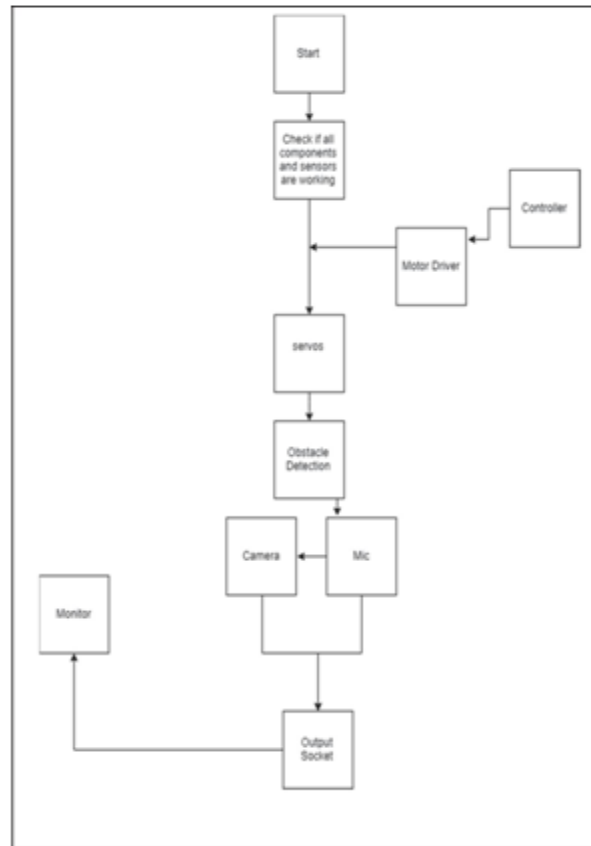 Start
Check if all
components
and sensors
are working
Controller
Motor Driver
servos
Obstacle
Detection
Camera
Mic
Monitor
Output
Socket